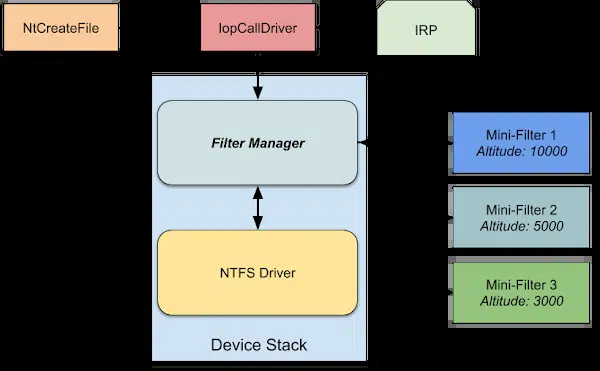 NtCreateFile
IopCallDriver
IRP
Filter Manager
Mini-Filter 1
Altitude: 10000
Mini-Filter 2
Altitude: 5000
NTFS Driver
Mini-Filter 3
Altitude: 3000
Device Stack